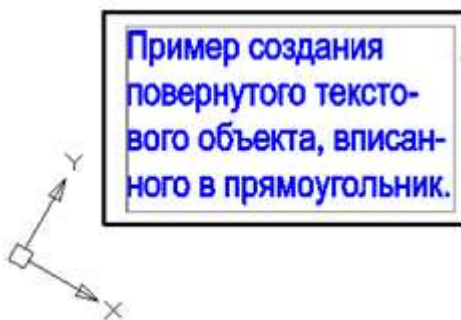 Пример создания
повернутого тексто-
вого объекта, вписан-
ного в прямоугольник.
Y
X